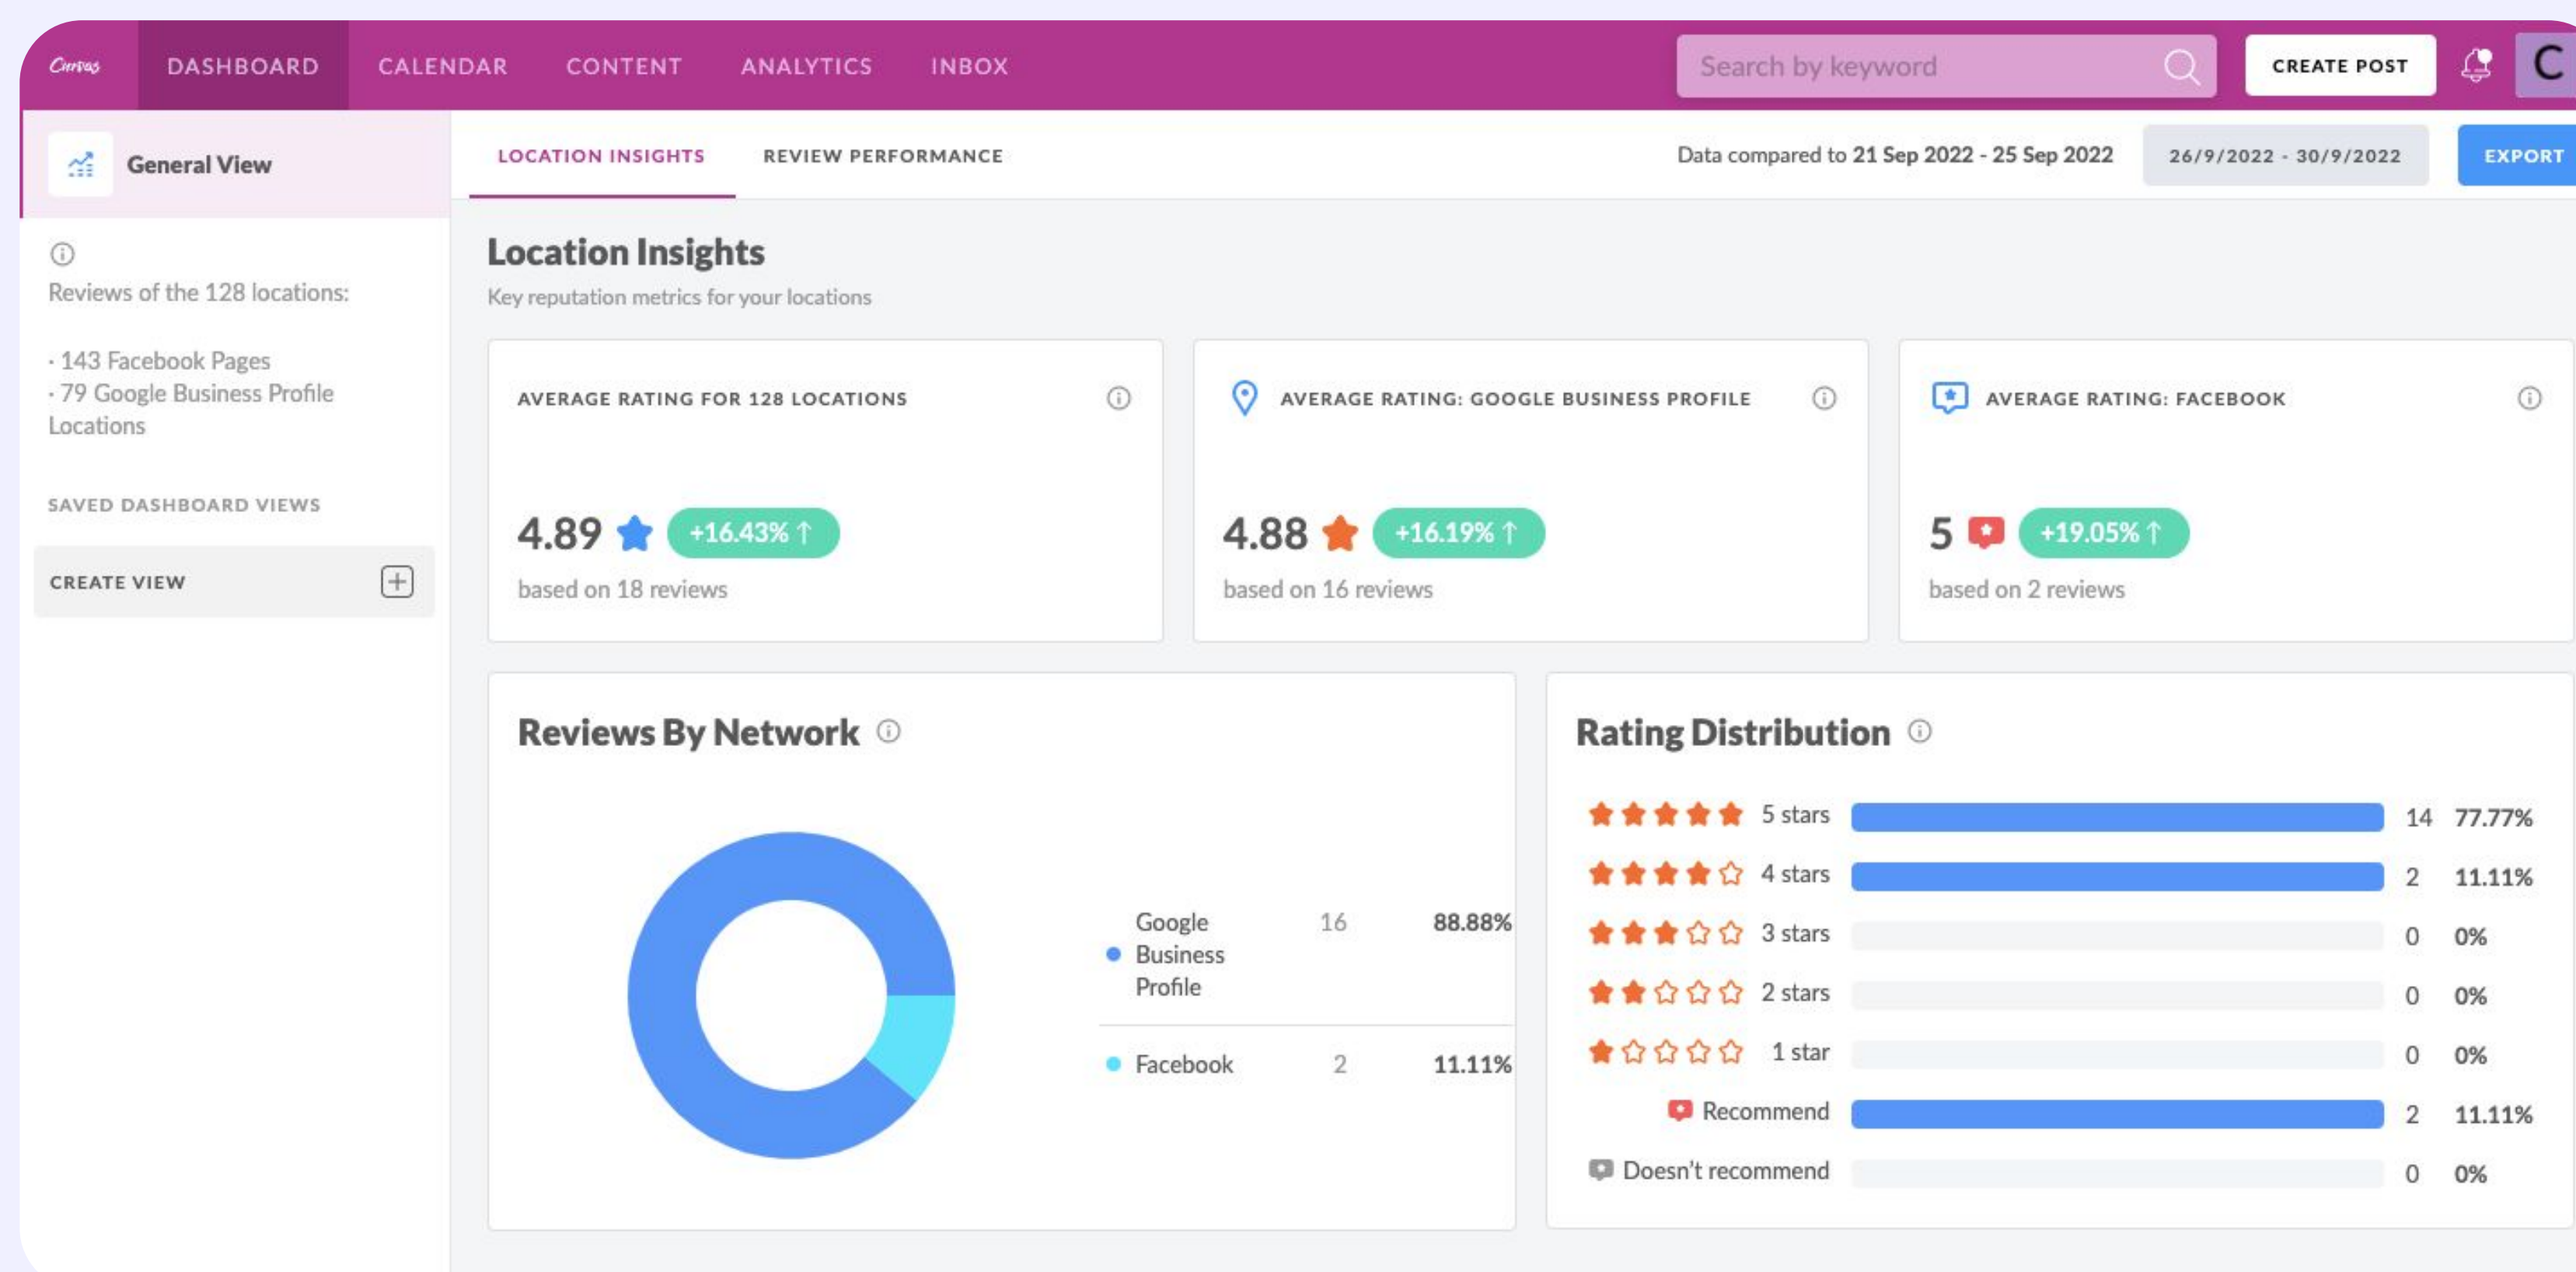 Curvas
DASHBOARD
CALENDAR
CONTENT
ANALYTICS
INBOX
Search by keyword
CREATE POST
C
General View
LOCATION INSIGHTS
REVIEW PERFORMANCE
Data compared to 21 Sep 2022 - 25 Sep 2022
26/9/2022 - 30/9/2022
EXPORT
Reviews of the 128 locations:
· 143 Facebook Pages
· 79 Google Business Profile
Locations
SAVED DASHBOARD VIEWS
CREATE VIEW
Location Insights
Key reputation metrics for your locations
AVERAGE RATING FOR 128 LOCATIONS
4.89 +16.43% ↑
based on 18 reviews
AVERAGE RATING: GOOGLE BUSINESS PROFILE
4.88 +16.19% ↑
based on 16 reviews
AVERAGE RATING: FACEBOOK
5 +19.05% ↑
based on 2 reviews
Reviews By Network
Google 16 88.88%
Business
Profile
Facebook 2 11.11%
Rating Distribution
5 stars 14 77.77%
4 stars 2 11.11%
3 stars 0 0%
2 stars 0 0%
1 star 0 0%
Recommend 2 11.11%
Doesn't recommend 0 0%